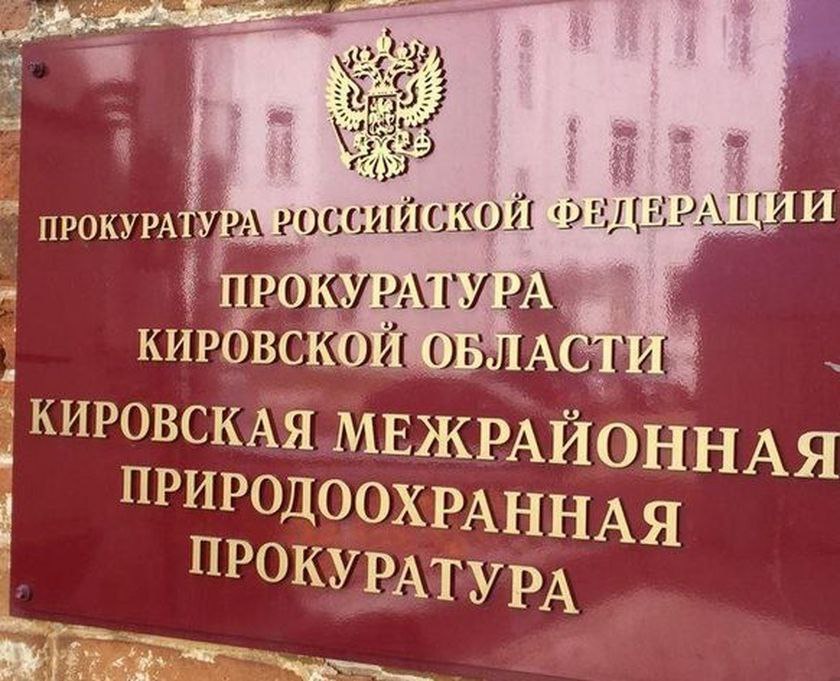 ПРОКУРАТУРА РОССИЙСКОЙ ФЕДЕРАЦИИ
ПРОКУРАТУРА
КИРОВСКОЙ ОБЛАСТИ
КИРОВСКАЯ МЕЖРАЙОННАЯ
ПРИРОДООХРАННАЯ
ПРОКУРАТУРА